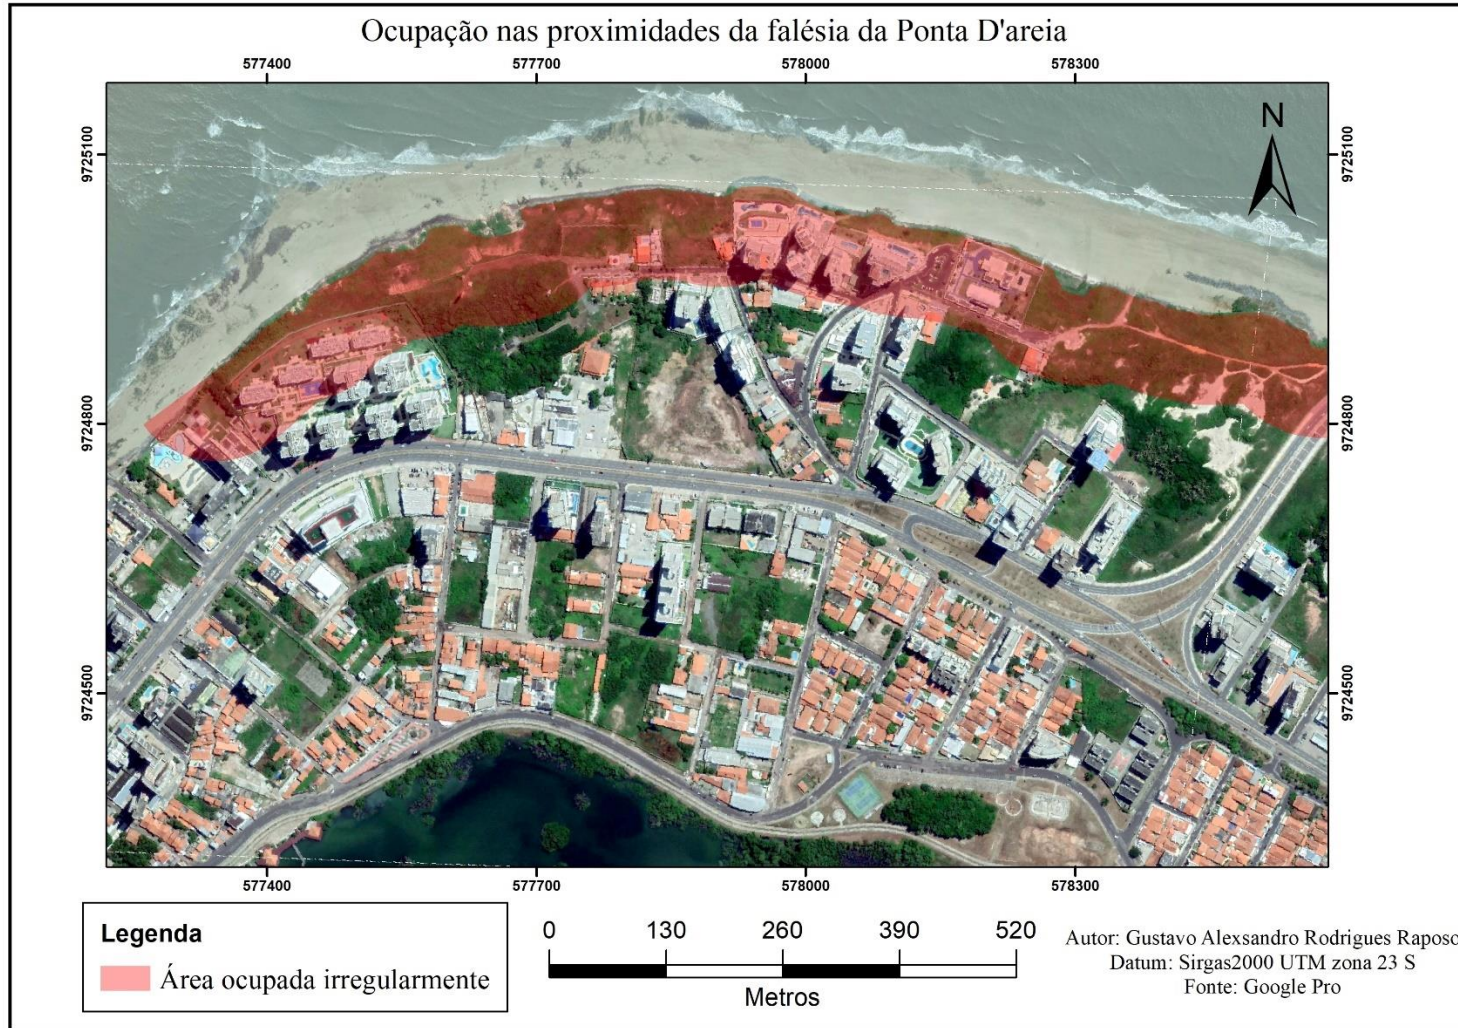 Ocupação nas proximidades da falésia da Ponta D'areia
577400 577700 578000 578300
9725100 9725100
N
9724800 9724800
9724500 9724500
577400 577700 578000 578300
Legenda
Área ocupada irregularmente
0 130 260 390 520
Metros
Autor: Gustavo Alexsandro Rodrigues Raposo
Datum: Sirgas2000 UTM zona 23 S
Fonte: Google Pro